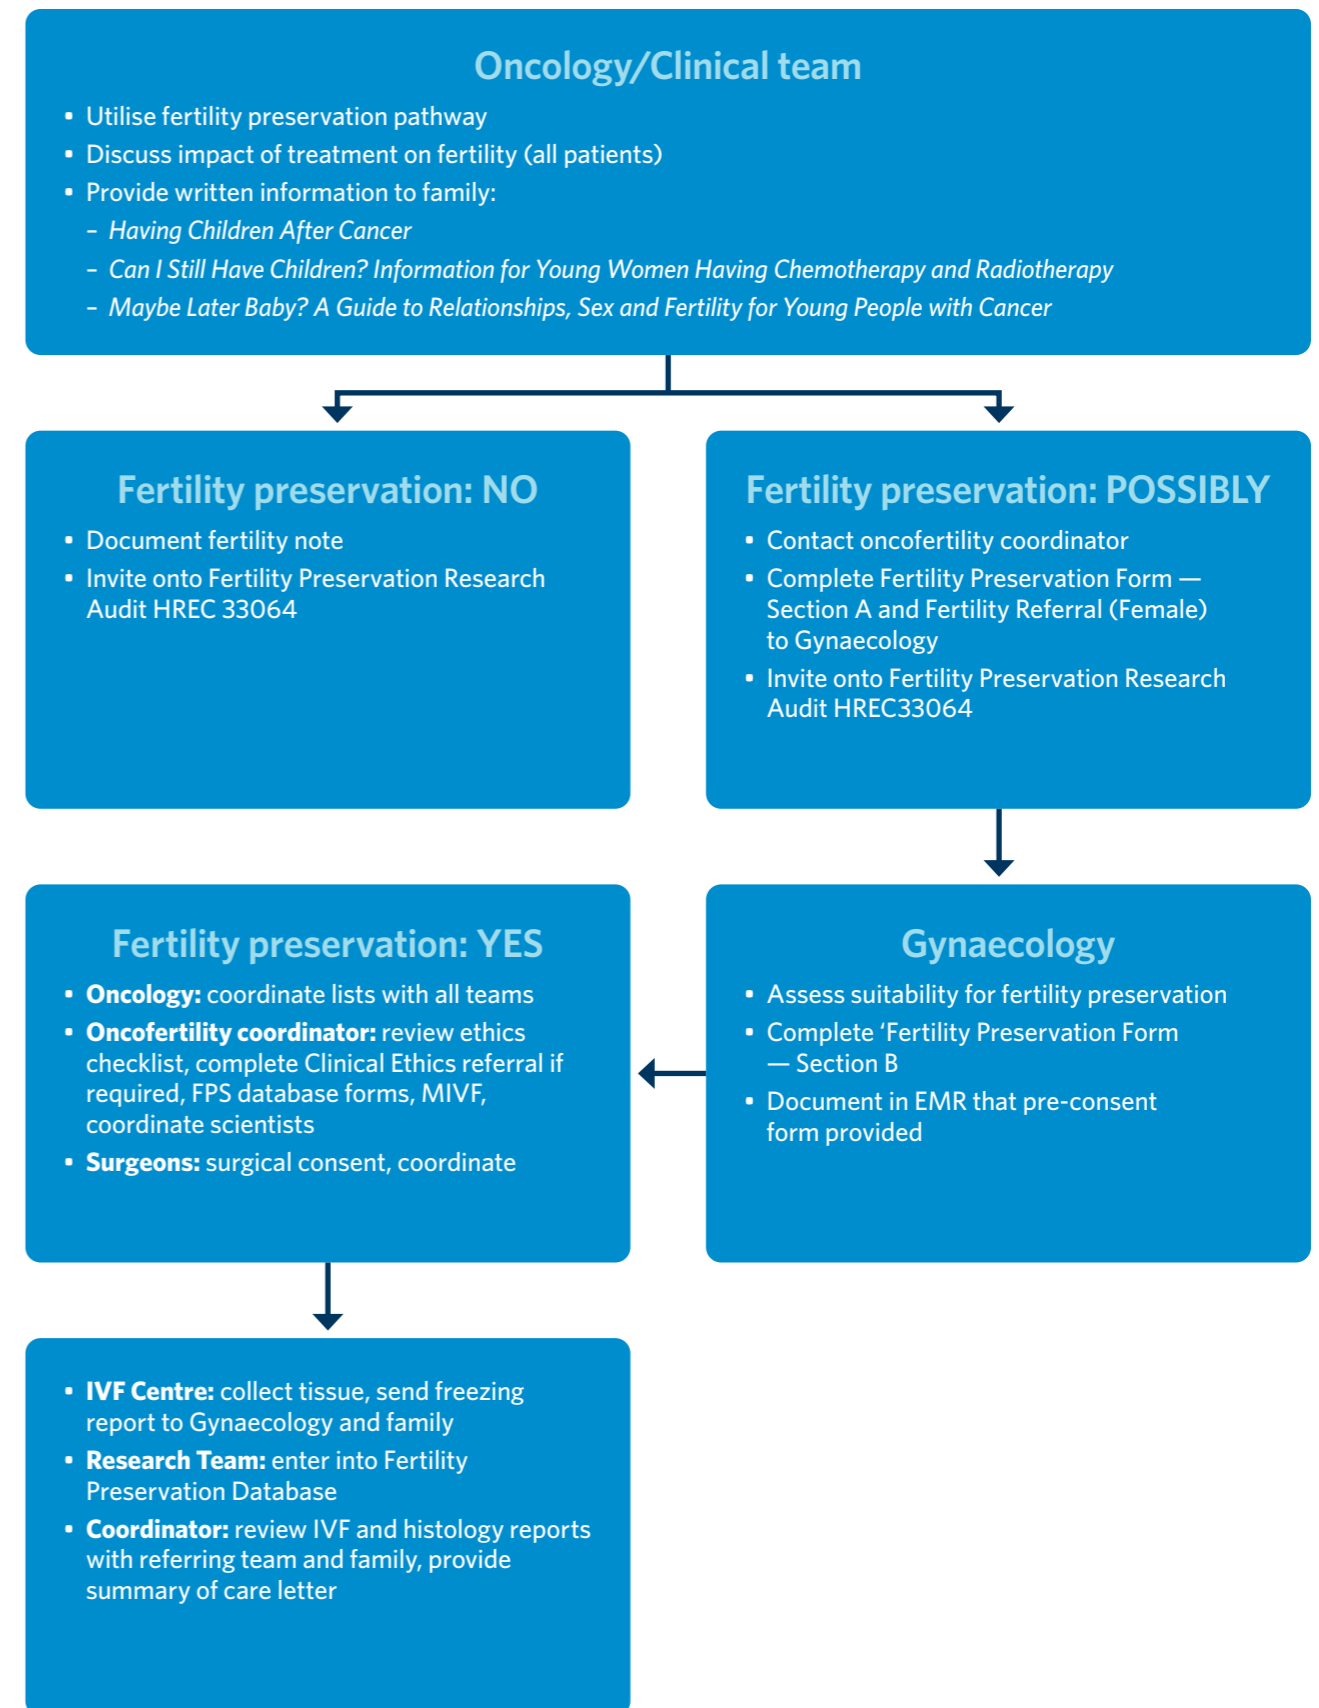 Oncology/Clinical team
▪ Utilise fertility preservation pathway
▪ Discuss impact of treatment on fertility (all patients)
▪ Provide written information to family:
– Having Children After Cancer
– Can I Still Have Children? Information for Young Women Having Chemotherapy and Radiotherapy
– Maybe Later Baby? A Guide to Relationships, Sex and Fertility for Young People with Cancer
Fertility preservation: NO
▪ Document fertility note
▪ Invite onto Fertility Preservation Research
Audit HREC 33064
Fertility preservation: POSSIBLY
▪ Contact oncofertility coordinator
▪ Complete Fertility Preservation Form —
Section A and Fertility Referral (Female)
to Gynaecology
▪ Invite onto Fertility Preservation Research
Audit HREC33064
Gynaecology
▪ Assess suitability for fertility preservation
▪ Complete ‘Fertility Preservation Form
— Section B
▪ Document in EMR that pre-consent
form provided
Fertility preservation: YES
▪ Oncology: coordinate lists with all teams
▪ Oncofertility coordinator: review ethics
checklist, complete Clinical Ethics referral if
required, FPS database forms, MIVF,
coordinate scientists
▪ Surgeons: surgical consent, coordinate
▪ IVF Centre: collect tissue, send freezing
report to Gynaecology and family
▪ Research Team: enter into Fertility
Preservation Database
▪ Coordinator: review IVF and histology reports
with referring team and family, provide
summary of care letter